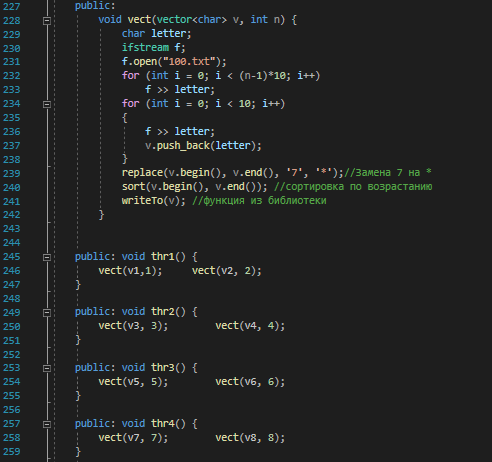 227 public:
228 void vect(vector<char> v, int n) {
229 char letter;
230 ifstream f;
231 f.open("100.txt");
232 for (int i = 0; i < (n-1)*10; i++)
233 f >> letter;
234 for (int i = 0; i < 10; i++)
235 {
236 f >> letter;
237 v.push_back(letter);
238 }
239 replace(v.begin(), v.end(), '7', '*');//Замена 7 на *
240 sort(v.begin(), v.end()); //сортировка по возрастанию
241 writeTo(v); //функция из библиотеки
242 }
243
244
245 public: void thr1() {
246 vect(v1,1); vect(v2, 2);
247 }
248
249 public: void thr2() {
250 vect(v3, 3); vect(v4, 4);
251 }
252
253 public: void thr3() {
254 vect(v5, 5); vect(v6, 6);
255 }
256
257 public: void thr4() {
258 vect(v7, 7); vect(v8, 8);
259 }